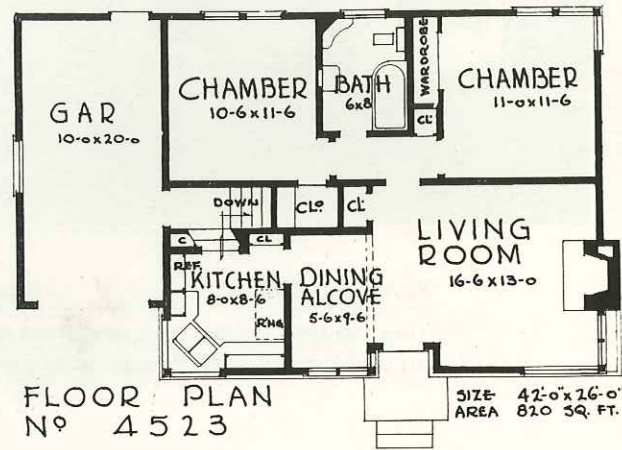 GAR
10-0x20-0
CHAMBER
10-6x11-6
BATH
6x8
WARDROBE
CL.
CHAMBER
11-0x11-6
DOWN
CLO
CL.
C
CL
REF.
KITCHEN
8-0x8-6
R'NG
DINING
ALCOVE
5-6x9-6
LIVING
ROOM
16-6x13-0
FLOOR PLAN
Nº 4523
SIZE 42'-0"x26'-0"
AREA 820 SQ. FT.